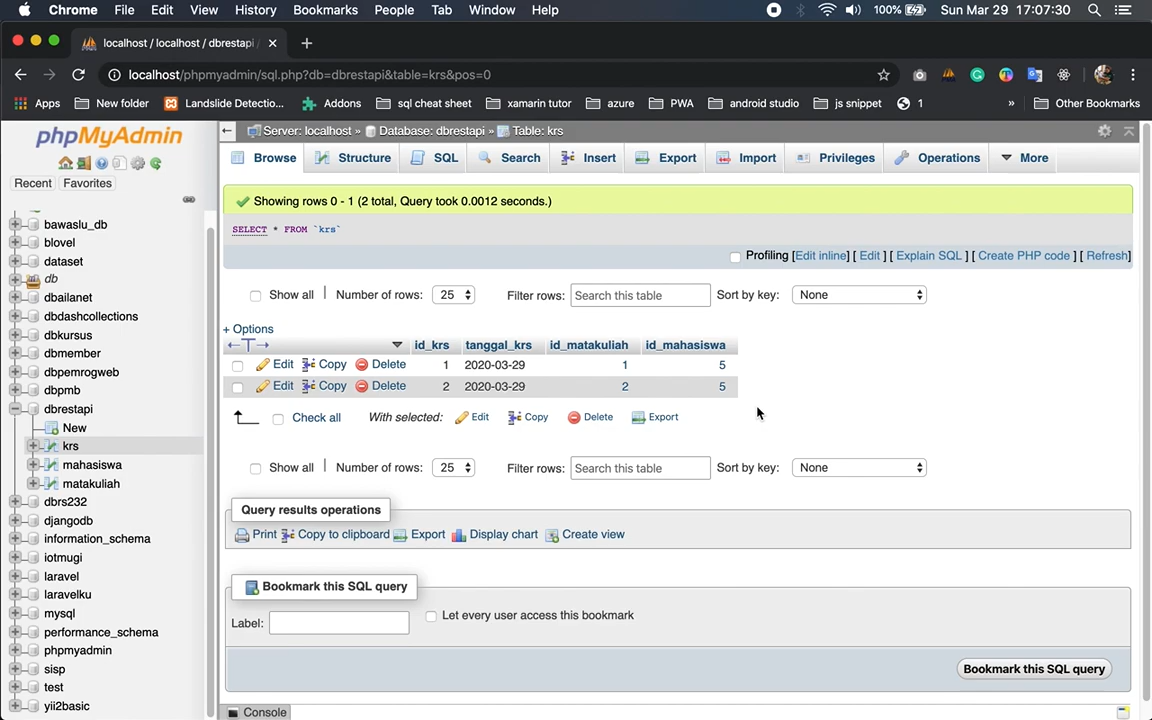 Chrome File Edit View History Bookmarks People Tab Window Help 100% Sun Mar 29 17:07:30
localhost / localhost / dbrestapi
localhost/phpmyadmin/sql.php?db=dbrestapi&table=krs&pos=0
Apps New folder Landslide Detectio... Addons sql cheat sheet xamarin tutor azure PWA android studio js snippet 1 » Other Bookmarks
phpMyAdmin
Recent Favorites
bawaslu_db
blovel
dataset
db
dbailanet
dbdashcollections
dbkursus
dbmember
dbpemrogweb
dbpmb
dbrestapi
New
krs
mahasiswa
matakuliah
dbrs232
djangodb
information_schema
iotmugi
laravel
laravelku
mysql
performance_schema
phpmyadmin
sisp
test
yii2basic
Server: localhost » Database: dbrestapi » Table: krs
Browse Structure SQL Search Insert Export Import Privileges Operations More
Showing rows 0 - 1 (2 total, Query took 0.0012 seconds.)
SELECT * FROM `krs`
Profiling [Edit inline] [ Edit ] [ Explain SQL ] [ Create PHP code ] [ Refresh]
Show all Number of rows: 25 Filter rows: Search this table Sort by key: None
+ Options
←T→ id_krs tanggal_krs id_matakuliah id_mahasiswa
Edit Copy Delete 1 2020-03-29 1 5
Edit Copy Delete 2 2020-03-29 2 5
Check all With selected: Edit Copy Delete Export
Show all Number of rows: 25 Filter rows: Search this table Sort by key: None
Query results operations
Print Copy to clipboard Export Display chart Create view
Bookmark this SQL query
Label: Let every user access this bookmark
Bookmark this SQL query
Console